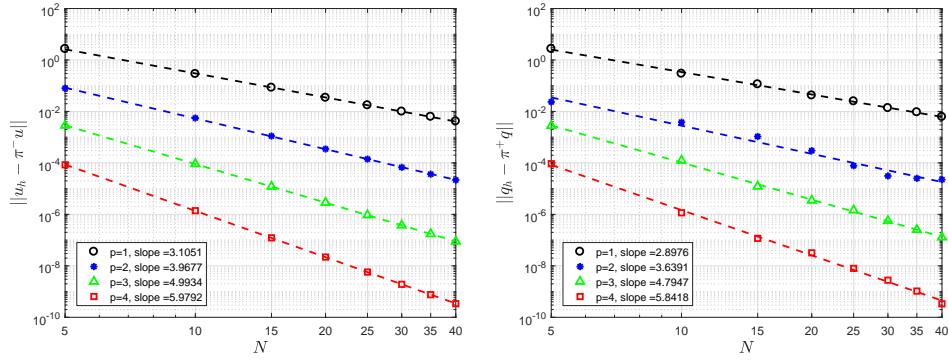 10^2
10^0
10^-2
10^-4
10^-6
10^-8
10^-10
||u_h − π^- u||
p=1, slope =3.1051
p=2, slope =3.9677
p=3, slope =4.9934
p=4, slope =5.9792
5 10 15 20 25 30 35 40
N
10^2
10^0
10^-2
10^-4
10^-6
10^-8
10^-10
||q_h − π^+ q||
p=1, slope =2.8976
p=2, slope =3.6391
p=3, slope =4.7947
p=4, slope =5.8418
5 10 15 20 25 30 35 40
N